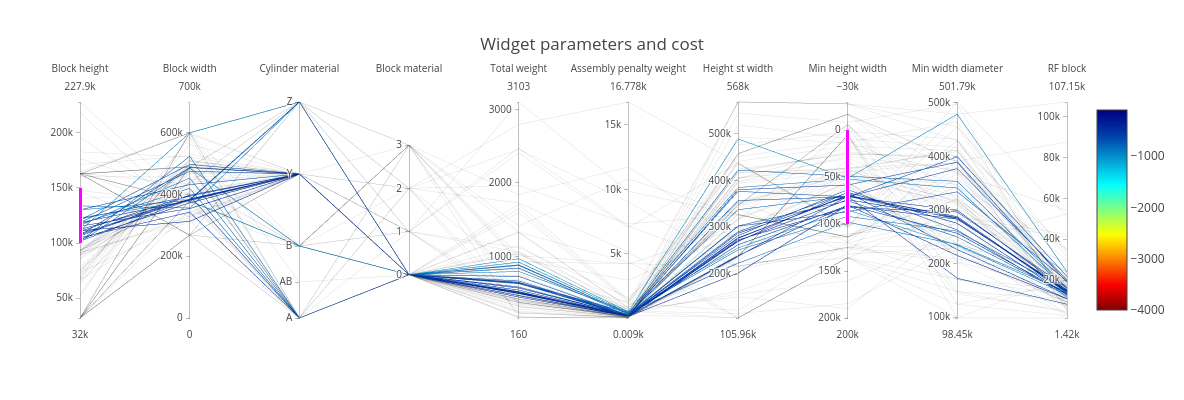 Widget parameters and cost
Block height Block width Cylinder material Block material Total weight Assembly penalty weight Height st width Min height width Min width diameter RF block
227.9k 700k 3103 16.778k 568k −30k 501.79k 107.15k
Z 500k
3000 100k
200k 600k 15k 500k 0 −1000
3 400k 80k
150k Y 2000 10k 400k 50k −2000
400k 2 300k 60k
100k B 1 5k 300k 100k 40k −3000
200k AB 0 1000 200k 150k 200k 20k
50k
0 A 200k 100k −4000
32k 0 160 0.009k 105.96k 200k 98.45k 1.42k